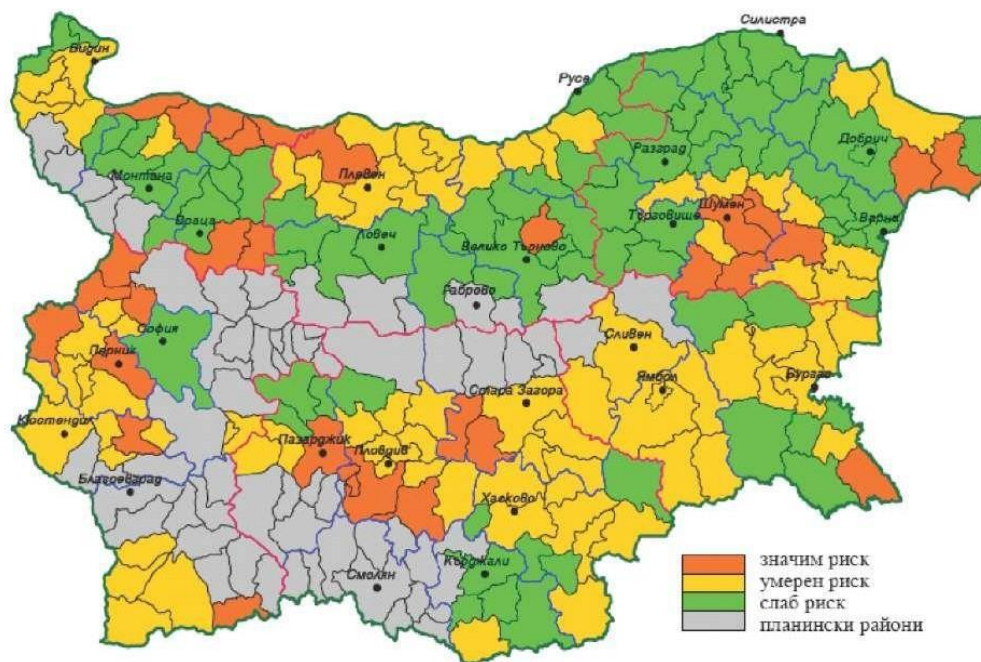 Силистра
Видин
Русе
Добрич
Разград
Монтана
Плевен
Шумен
Търговище
Варна
Враца
Ловеч
Велико Търново
Габрово
София
Сливен
Перник
Ямбол
Бургас
Стара Загора
Кюстендил
Пазарджик
Пловдив
Благоевград
Хасково
Кърджали
Смолян
значим риск
умерен риск
слаб риск
планински райони